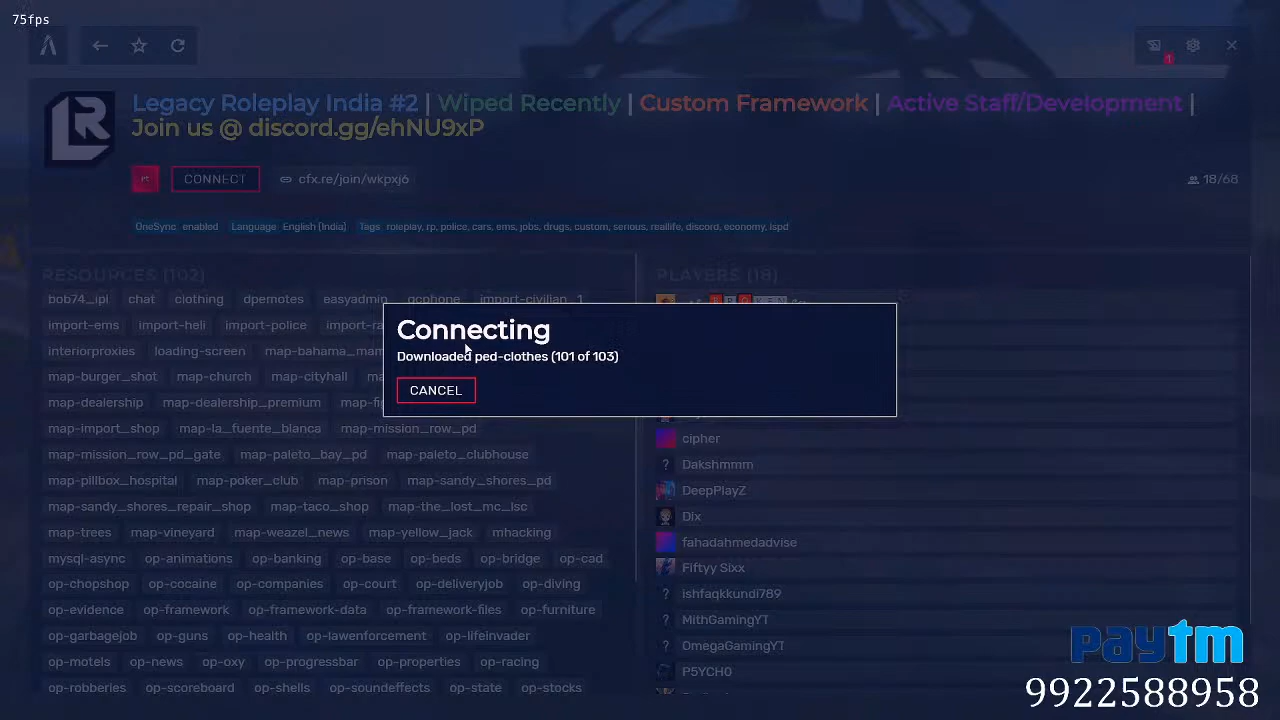 75fps
1
Legacy Roleplay India #2 | Wiped Recently | Custom Framework | Active Staff/Development |
Join us @ discord.gg/ehNU9xP
CONNECT
cfx.re/join/wkpxj6
18/68
OneSync enabled Language English (India) Tags roleplay, rp, police, cars, ems, jobs, drugs, custom, serious, reallife, discord, economy, lspd
RESOURCES (102)
bob74_ipl chat clothing dpemotes easyadmin gcphone import-civilian_1
import-ems import-heli import-police
interiorproxies loading-screen
map-burger_shot map-church map-cityhall
map-dealership map-dealership_premium
map-import_shop map-la_fuente_blanca map-mission_row_pd
map-mission_row_pd_gate map-paleto_bay_pd map-paleto_clubhouse
map-pillbox_hospital map-poker_club map-prison map-sandy_shores_pd
map-sandy_shores_repair_shop map-taco_shop map-the_lost_mc_lsc
map-trees map-vineyard map-weazel_news map-yellow_jack mhacking
mysql-async op-animations op-banking op-base op-beds op-bridge op-cad
op-chopshop op-cocaine op-companies op-court op-deliveryjob op-diving
op-evidence op-framework op-framework-data op-framework-files op-furniture
op-garbagejob op-guns op-health op-lawenforcement op-lifeinvader
op-motels op-news op-oxy op-progressbar op-properties op-racing
op-robberies op-scoreboard op-shells op-soundeffects op-state op-stocks
PLAYERS (18)
Connecting
Downloaded ped-clothes (101 of 103)
CANCEL
cipher
Dakshmmm
DeepPlayZ
Dix
fahadahmedadvise
Fiftyy Sixx
ishfaqkkundi789
MithGamingYT
OmegaGamingYT
P5YCH0
paytm
9922588958